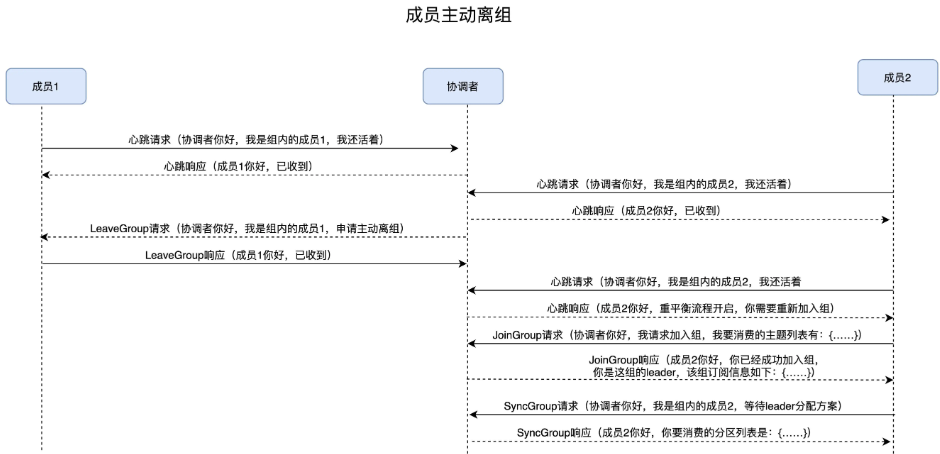 成员主动离组
成员1
协调者
成员2
心跳请求（协调者你好，我是组内的成员1，我还活着）
心跳响应（成员1你好，已收到）
心跳请求（协调者你好，我是组内的成员2，我还活着）
心跳响应（成员2你好，已收到）
LeaveGroup请求（协调者你好，我是组内的成员1，申请主动离组）
LeaveGroup响应（成员1你好，已收到）
心跳请求（协调者你好，我是组内的成员2，我还活着
心跳响应（成员2你好，重平衡流程开启，你需要重新加入组）
JoinGroup请求（协调者你好，我请求加入组，我要消费的主题列表有：{……}）
JoinGroup响应（成员2你好，你已经成功加入组，
你是这组的leader，该组订阅信息如下：{……}）
SyncGroup请求（协调者你好，我是组内的成员2，等待leader分配方案）
SyncGroup响应（成员2你好，你要消费的分区列表是：{……}）